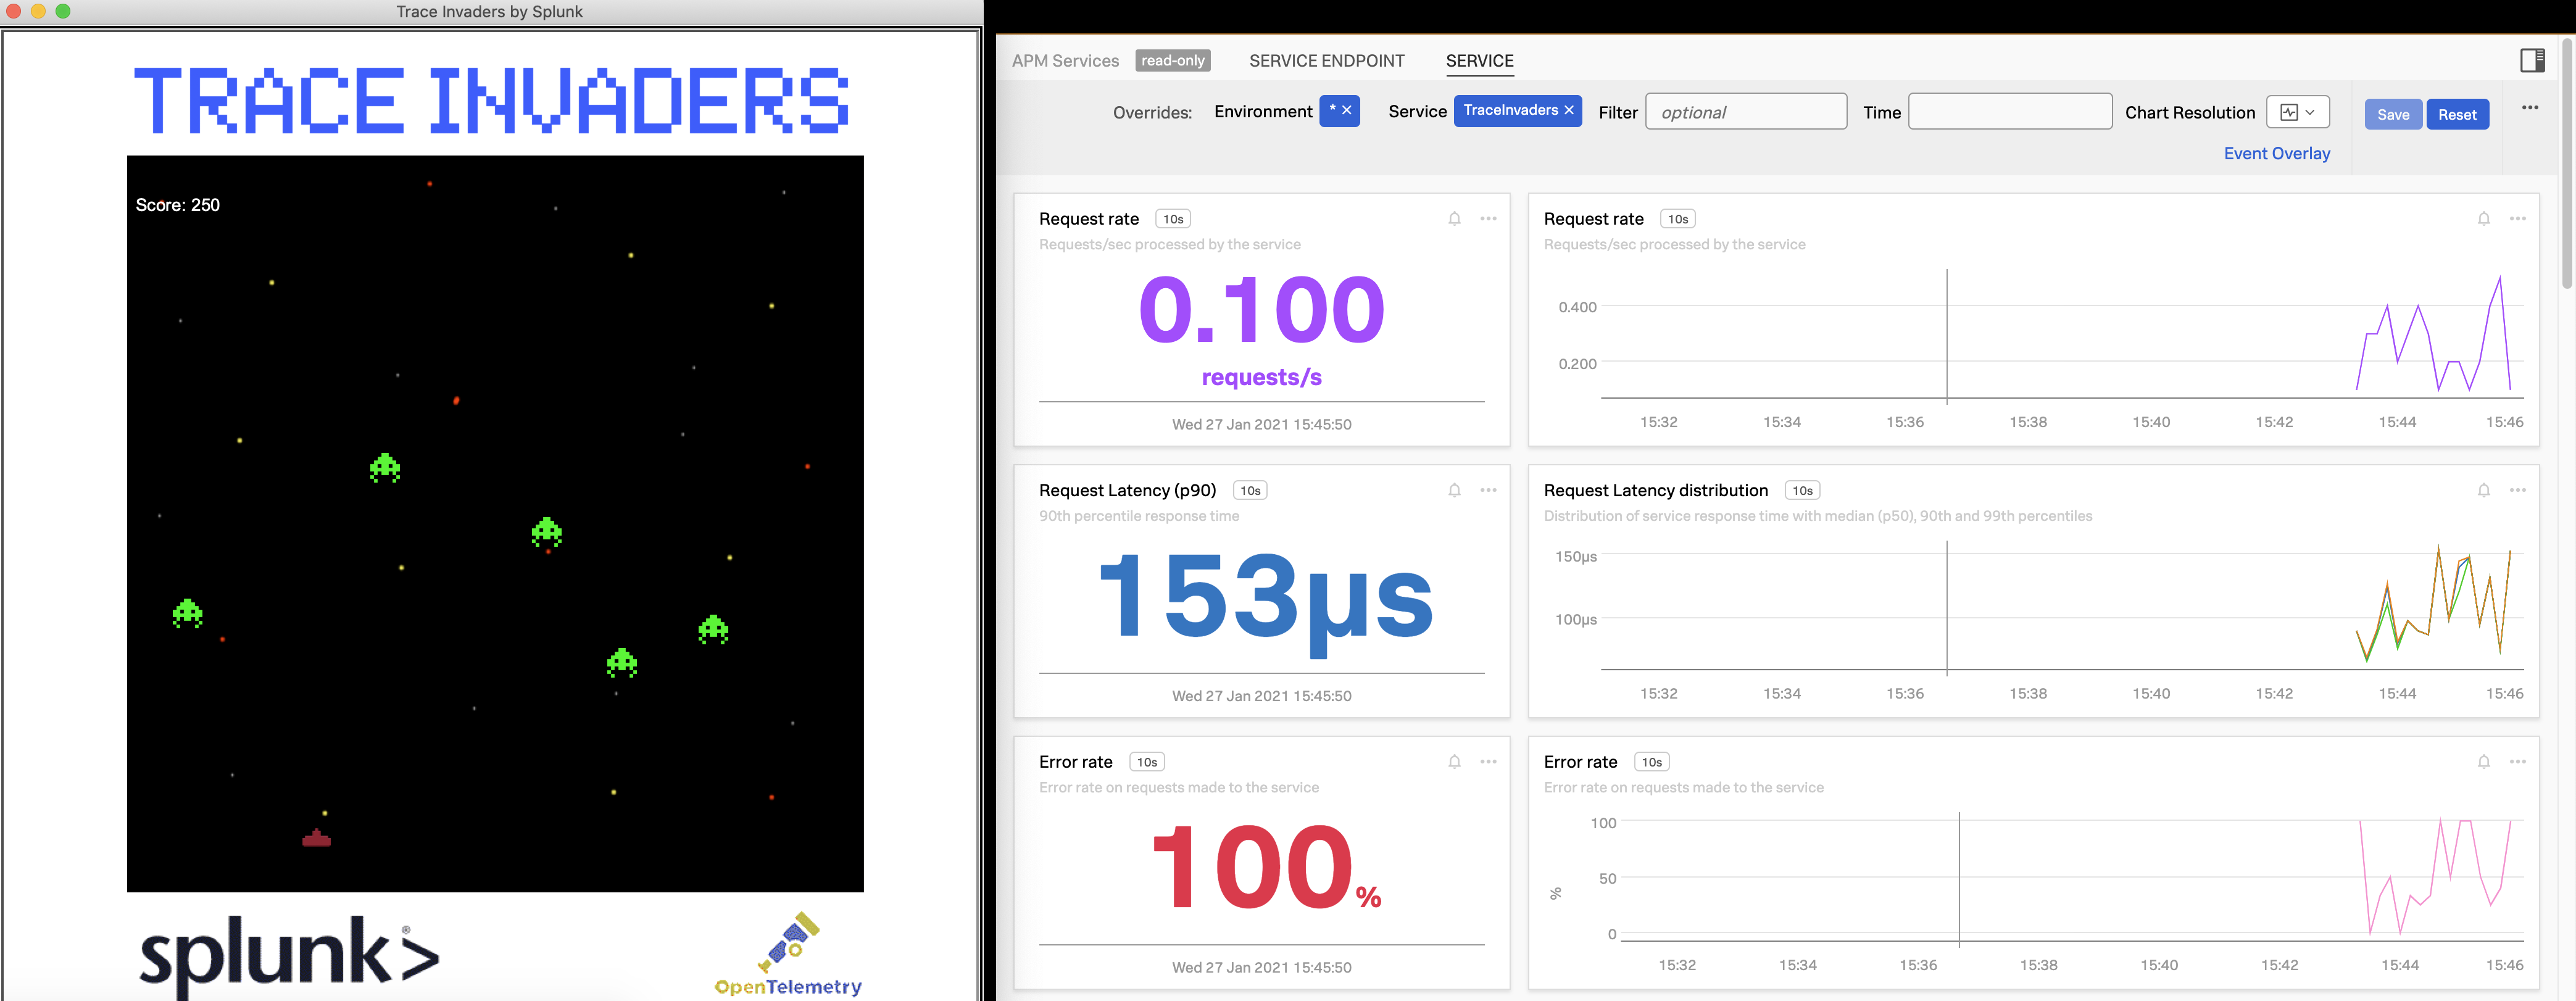 Trace Invaders by Splunk
TRACE INVADERS
Score: 250
splunk>
OpenTelemetry
APM Services read-only SERVICE ENDPOINT SERVICE
Overrides: Environment * × Service TraceInvaders × Filter optional Time Chart Resolution Save Reset ...
Event Overlay
Request rate 10s
Requests/sec processed by the service
0.100
requests/s
Wed 27 Jan 2021 15:45:50
Request rate 10s
Requests/sec processed by the service
0.400
0.200
15:32 15:34 15:36 15:38 15:40 15:42 15:44 15:46
Request Latency (p90) 10s
90th percentile response time
153µs
Wed 27 Jan 2021 15:45:50
Request Latency distribution 10s
Distribution of service response time with median (p50), 90th and 99th percentiles
150µs
100µs
15:32 15:34 15:36 15:38 15:40 15:42 15:44 15:46
Error rate 10s
Error rate on requests made to the service
100%
Wed 27 Jan 2021 15:45:50
Error rate 10s
Error rate on requests made to the service
100
50
%
0
15:32 15:34 15:36 15:38 15:40 15:42 15:44 15:46